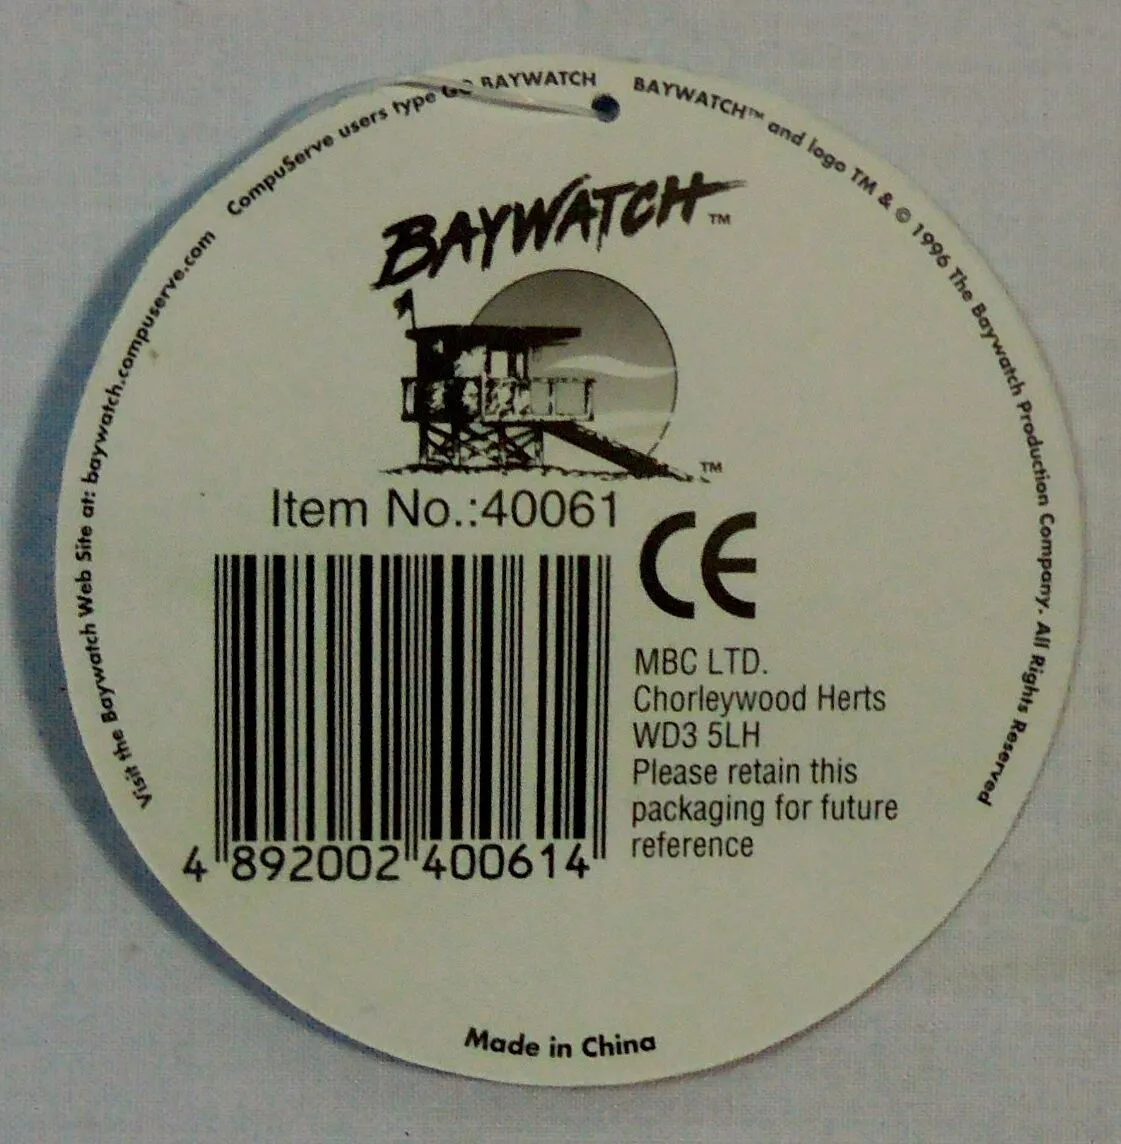 Visit the Baywatch Web Site at: baywatch.compuserve.com CompuServe users type GO BAYWATCH
BAYWATCH™ and logo TM & © 1996 The Baywatch Production Company. All Rights Reserved
BAYWATCH™
TM
Item No.:40061
CE
MBC LTD.
Chorleywood Herts
WD3 5LH
Please retain this
packaging for future
reference
4 892002 400614
Made in China